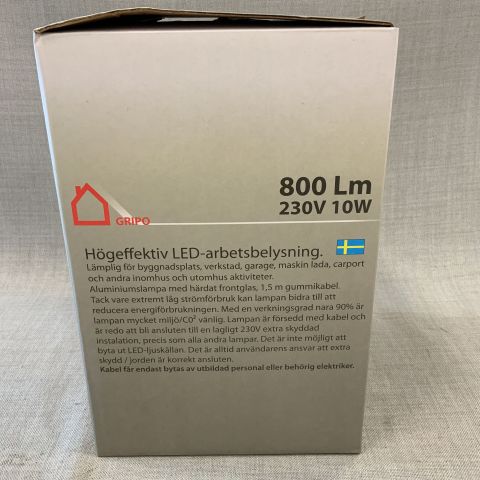 800 Lm
230V 10W
GRIPO
Högeffektiv LED-arbetsbelysning.
Lämplig för byggnadsplats, verkstad, garage, maskin lada, carport
och andra inomhus och utomhus aktiviteter.
Aluminiumslampa med härdat frontglas, 1,5 m gummikabel.
Tack vare extremt låg strömförbruk kan lampan bidra till att
reducera energiförbrukningen. Med en verkningsgrad nara 90% är
lampan mycket miljö/CO² vänlig. Lampan är försedd med kabel och
är redo att bli ansluten till en lagligt 230V extra skyddad
instalation, precis som alla andra lampar. Det är inte möjligt att
byta ut LED-ljuskällan. Det är altid användarens ansvar att extra
skydd / jorden är korrekt ansluten.
Kabel får endast bytas av utbildad personal eller behörig elektriker.